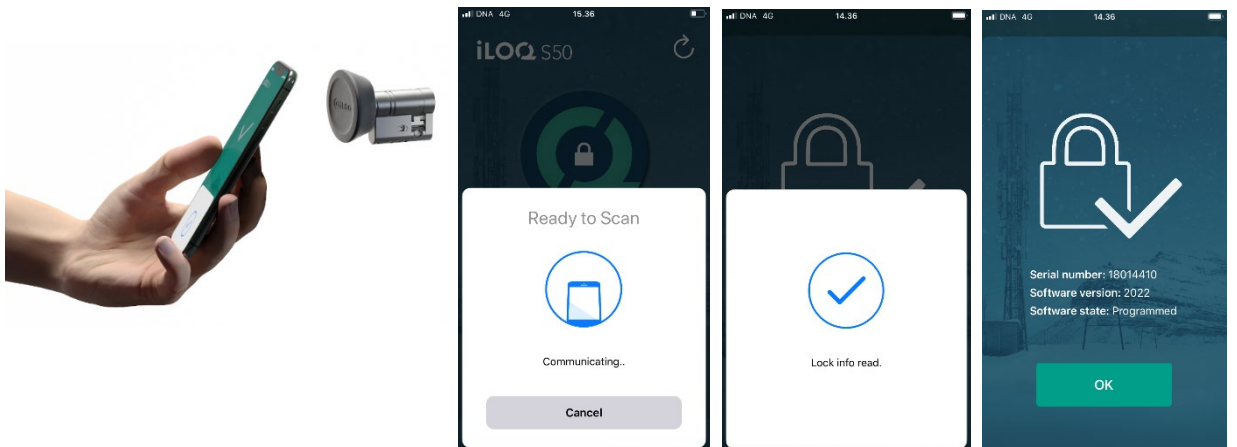 iLOQ
DNA 4G
15.36
iLOQ S50
Ready to Scan
Communicating..
Cancel
DNA 4G
14.36
Lock info read.
DNA 4G
14.36
Serial number: 18014410
Software version: 2022
Software state: Programmed
OK